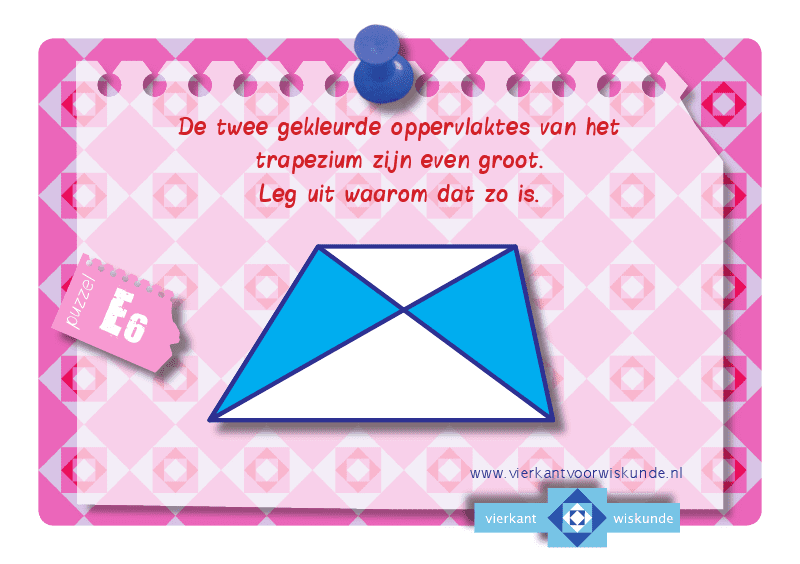 De twee gekleurde oppervlaktes van het
trapezium zijn even groot.
Leg uit waarom dat zo is.
puzzel
E6
www.vierkantvoorwiskunde.nl
vierkant wiskunde